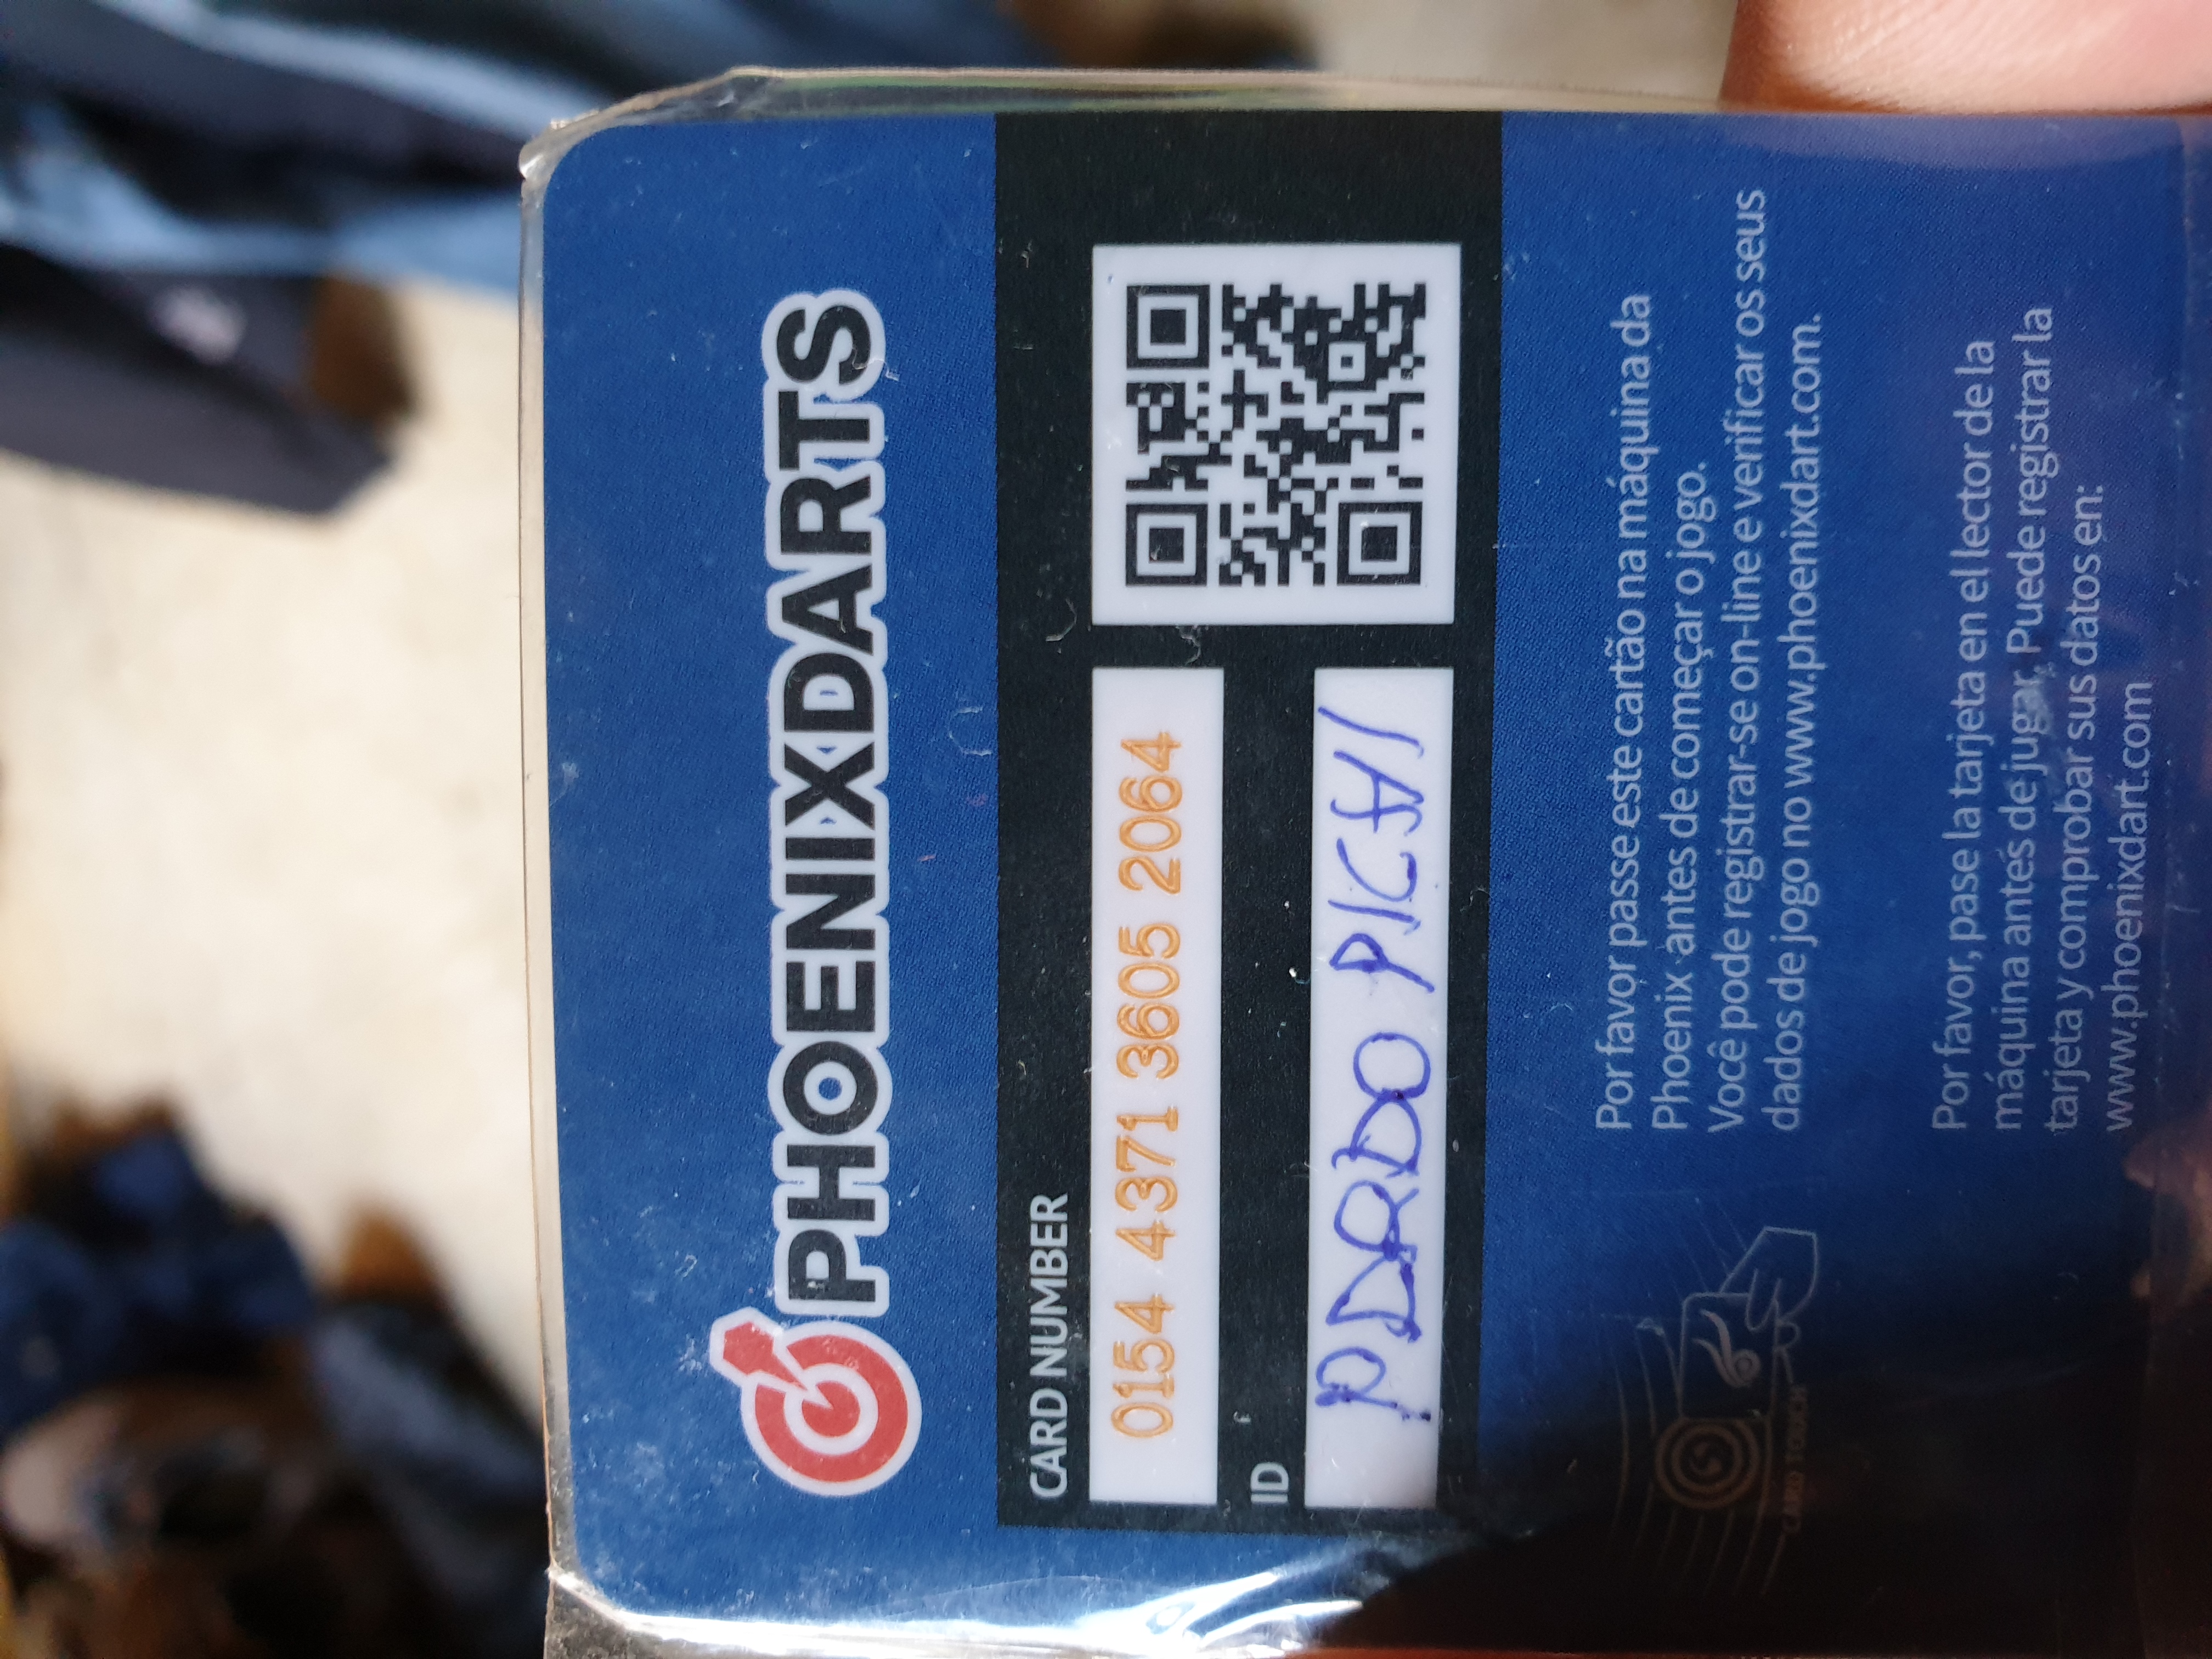 PHOENIXDARTS
CARD NUMBER
0154 4371 3605 2064
ID
PDRDO PICHI
CARD TOUCH
Por favor passe este cartão na máquina da
Phoenix antes de começar o jogo.
Você pode registrar-se on-line e verificar os seus
dados de jogo no www.phoenixdart.com.
Por favor, pase la tarjeta en el lector de la
máquina antes de jugar. Puede registrar la
tarjeta y comprobar sus datos en:
www.phoenixdart.com